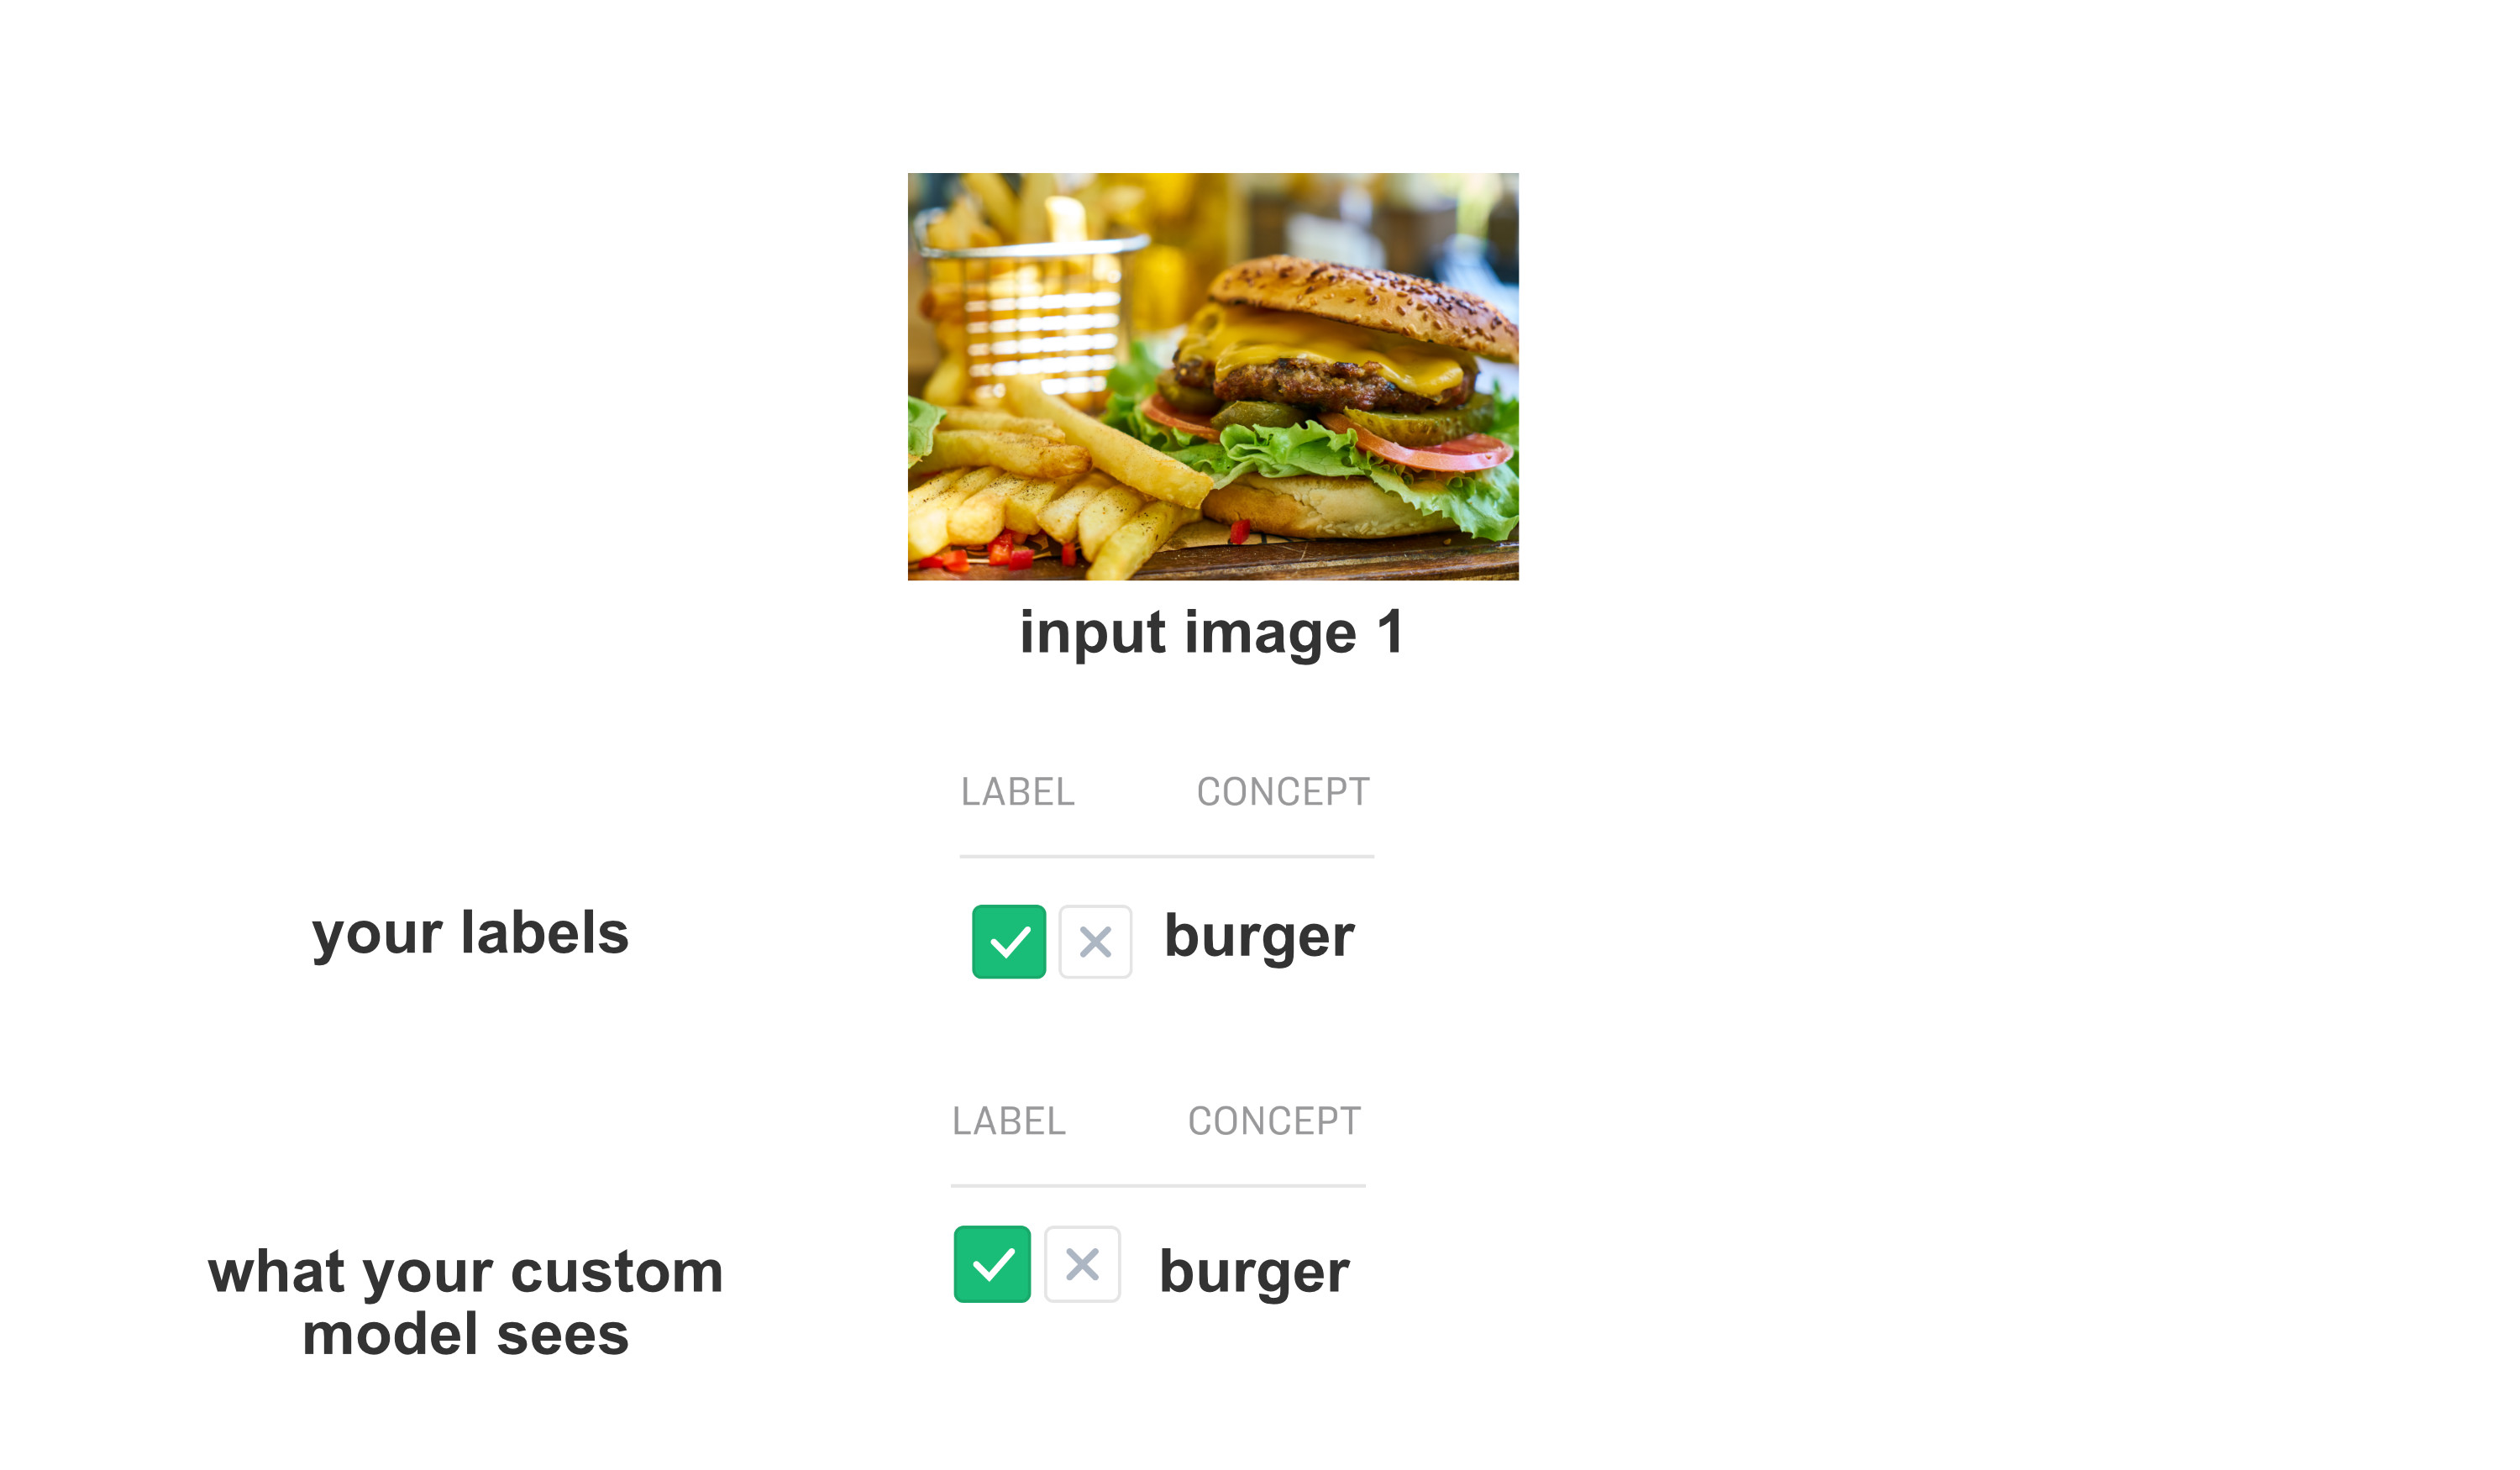 input image 1
LABEL CONCEPT
your labels burger
LABEL CONCEPT
what your custom
model sees
burger